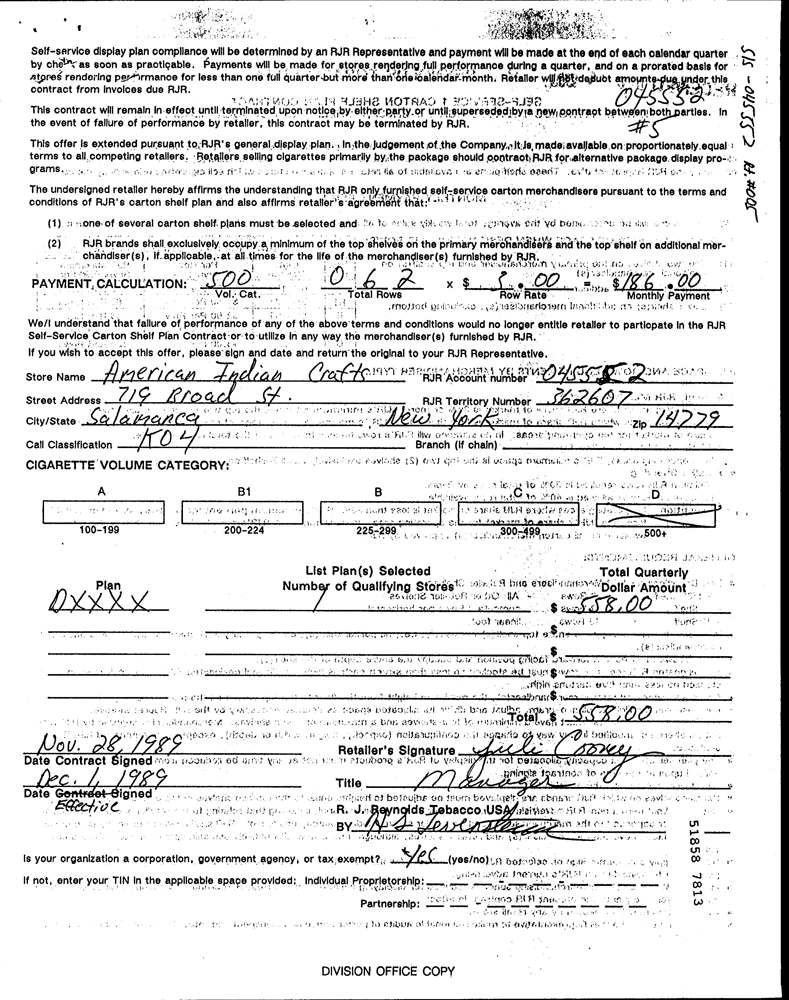 Self-service display plan compliance will be determined by an RJR Representative and payment will be made at the end of each calendar quarter
by check as soon as practicable. Payments will be made for stores rendering full performance during a quarter, and on a prorated basis for
stores rendering performance for less than one full quarter but more than one calendar month. Retailer will not deduct amounts due under this
contract from invoices due RJR.
045552
#5
515-045552
This contract will remain in effect until terminated upon notice by either party or until superseded by a new contract between both parties. In
the event of failure of performance by retailer, this contract may be terminated by RJR.
This offer is extended pursuant to RJR's general display plan. In the judgement of the Company, it is made available on proportionately equal
terms to all competing retailers. Retailers selling cigarettes primarily by the package should contract RJR for alternative package display pro-
grams.
The undersigned retailer hereby affirms the understanding that RJR only furnished self-service carton merchandisers pursuant to the terms and
conditions of RJR's carton shelf plan and also affirms retailer's agreement that:
(1) one of several carton shelf plans must be selected and
(2) RJR brands shall exclusively occupy a minimum of the top shelves on the primary merchandisers and the top shelf on additional mer-
chandiser(s), if applicable, at all times for the life of the merchandiser(s) furnished by RJR.
PAYMENT CALCULATION: 500 062 x $ 3.00 = $186.00
Vol. Cat. Total Rows Row Rate Monthly Payment
We/I understand that failure of performance of any of the above terms and conditions would no longer entitle retailer to particpate in the RJR
Self-Service Carton Shelf Plan Contract or to utilize in any way the merchandiser(s) furnished by RJR.
If you wish to accept this offer, please sign and date and return the original to your RJR Representative.
Store Name American Indian Crafts RJR Account number 045552
Street Address 719 Broad St. RJR Territory Number 362607
City/State Salamanca New York Zip 14779
Call Classification K04 Branch (if chain)
CIGARETTE VOLUME CATEGORY:
A B1 B C D
100-199 200-224 225-299 300-499 500+
List Plan(s) Selected Total Quarterly
Plan Number of Qualifying Stores Dollar Amount
DXXXX 1 $ 558.00
$
$
$
$
Total $ 558.00
Nov. 28, 1989 Retailer's Signature Juli Cooney
Date Contract Signed
Dec. 1, 1989 Title Manager
Date Contract Signed
Effective
R. J. Reynolds Tobacco USA
BY
Is your organization a corporation, government agency, or tax exempt? Yes (yes/no)
If not, enter your TIN in the applicable space provided: Individual Proprietorship:
Partnership:
51858 7813
DIVISION OFFICE COPY